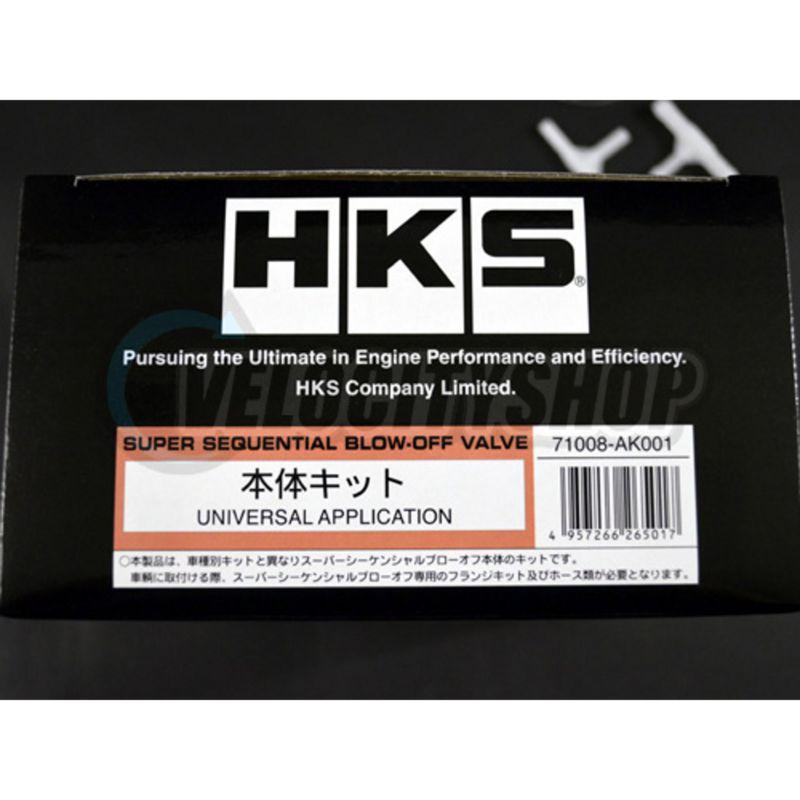 HKS®
Pursuing the Ultimate in Engine Performance and Efficiency.
HKS Company Limited.
VELOCITYSHOP
SUPER SEQUENTIAL BLOW-OFF VALVE
71008-AK001
本体キット
UNIVERSAL APPLICATION
4 957266 265017
○本製品は、車種別キットと異なりスーパーシーケンシャルブローオフ本体のキットです。
車輌に取付ける際、スーパーシーケンシャルブローオフ専用のフランジキット及びホース類が必要となります。